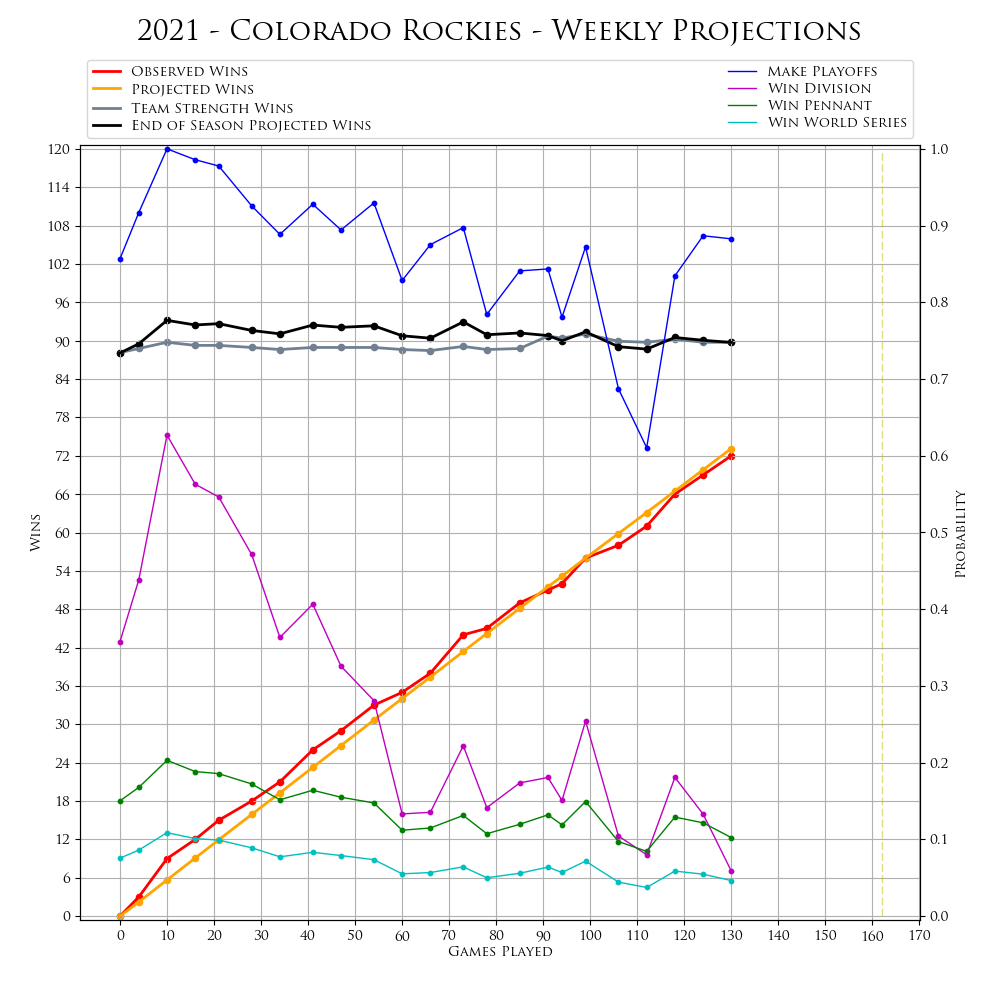 2021 - Colorado Rockies - Weekly Projections
Observed Wins
Projected Wins
Team Strength Wins
End of Season Projected Wins
Make Playoffs
Win Division
Win Pennant
Win World Series
120
114
108
102
96
90
84
78
72
66
60
54
48
42
36
30
24
18
12
6
0
Wins
1.0
0.9
0.8
0.7
0.6
0.5
0.4
0.3
0.2
0.1
0.0
Probability
0 10 20 30 40 50 60 70 80 90 100 110 120 130 140 150 160 170
Games Played